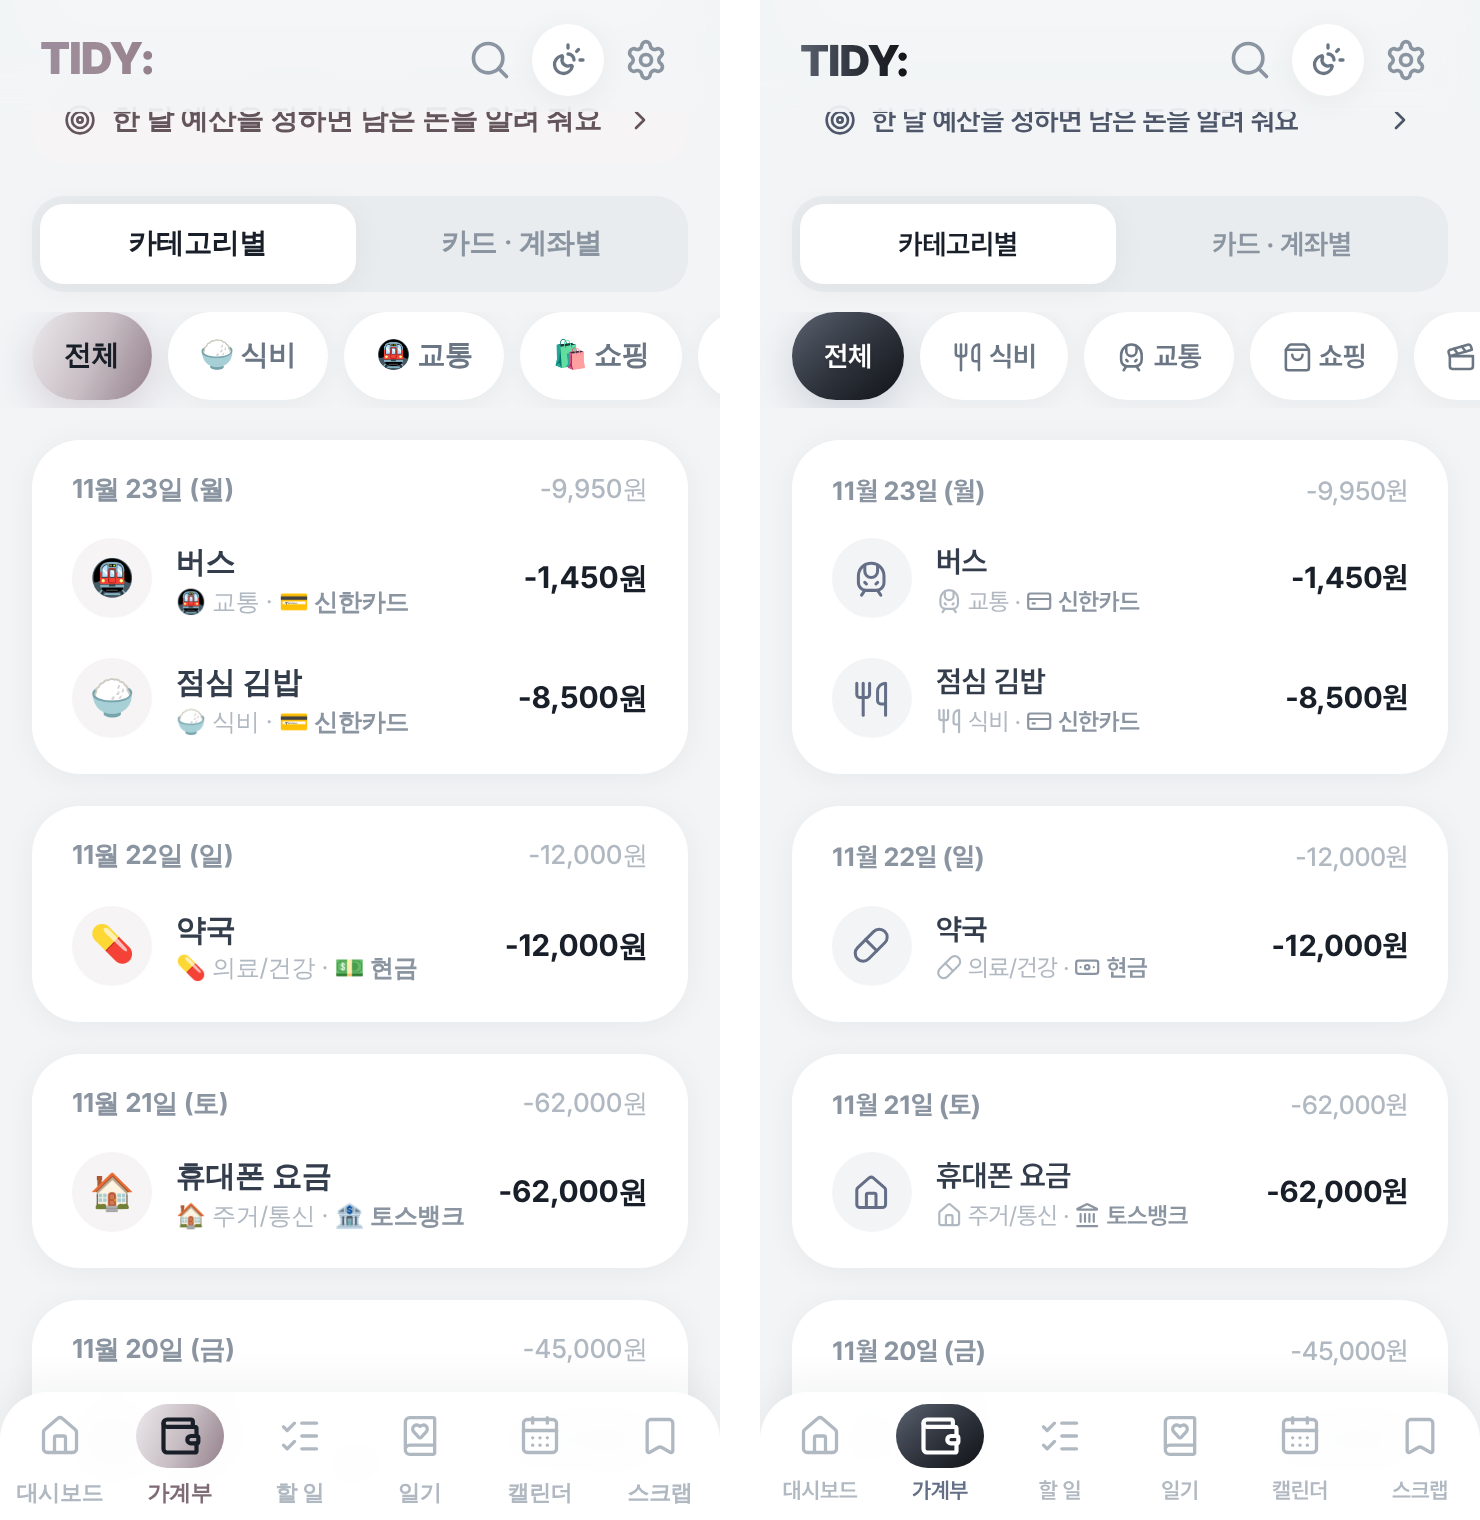 TIDY:
한 달 예산을 정하면 남은 돈을 알려 줘요
카테고리별
카드 · 계좌별
전체
식비
교통
쇼핑
11월 23일 (월)
-9,950원
버스
-1,450원
교통 · 신한카드
점심 김밥
-8,500원
식비 · 신한카드
11월 22일 (일)
-12,000원
약국
-12,000원
의료/건강 · 현금
11월 21일 (토)
-62,000원
휴대폰 요금
-62,000원
주거/통신 · 토스뱅크
11월 20일 (금)
-45,000원
대시보드
가계부
할 일
일기
캘린더
스크랩
TIDY:
한 달 예산을 정하면 남은 돈을 알려 줘요
카테고리별
카드 · 계좌별
전체
식비
교통
쇼핑
11월 23일 (월)
-9,950원
버스
-1,450원
교통 · 신한카드
점심 김밥
-8,500원
식비 · 신한카드
11월 22일 (일)
-12,000원
약국
-12,000원
의료/건강 · 현금
11월 21일 (토)
-62,000원
휴대폰 요금
-62,000원
주거/통신 · 토스뱅크
11월 20일 (금)
-45,000원
대시보드
가계부
할 일
일기
캘린더
스크랩